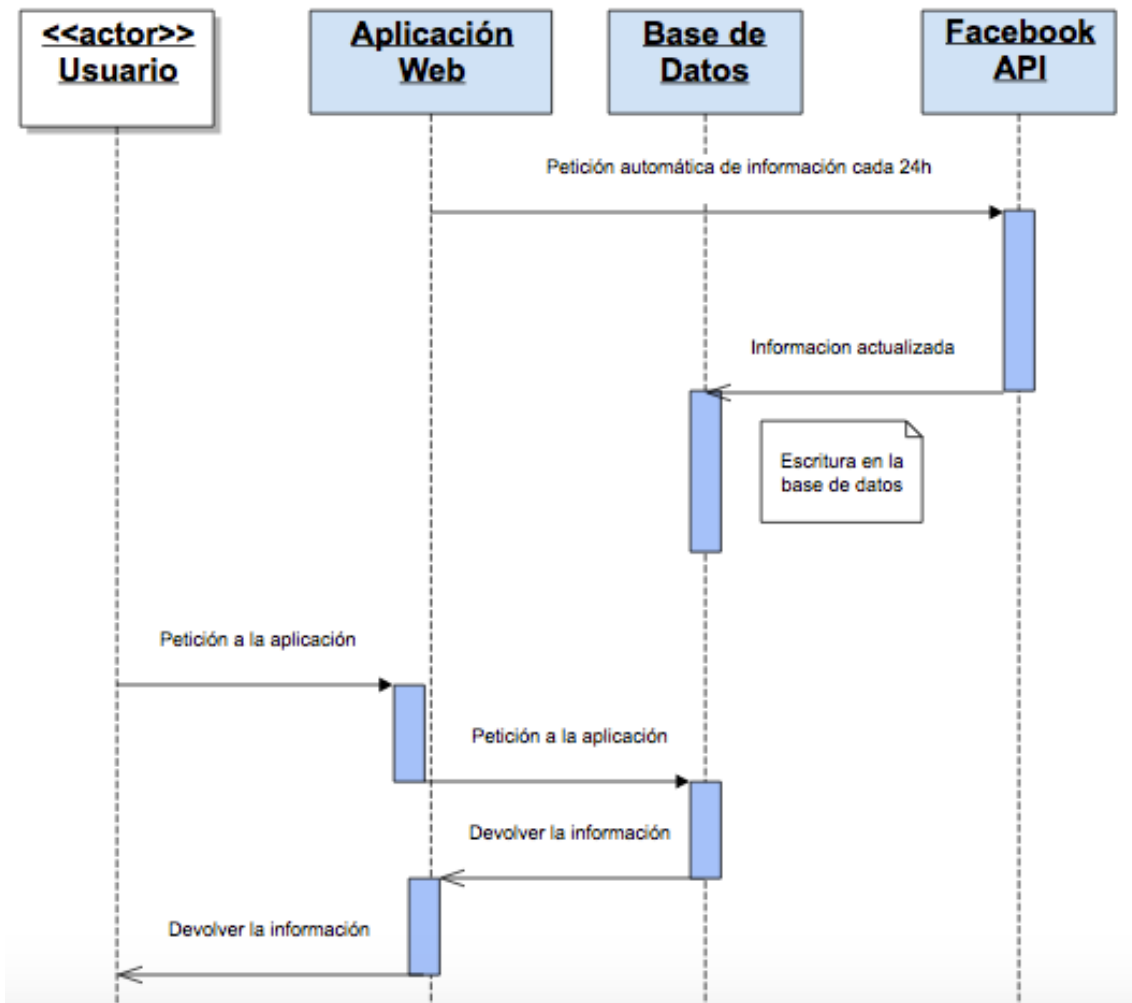 <<actor>>
Usuario
Aplicación
Web
Base de
Datos
Facebook
API
Petición automática de información cada 24h
Informacion actualizada
Escritura en la
base de datos
Petición a la aplicación
Petición a la aplicación
Devolver la información
Devolver la información